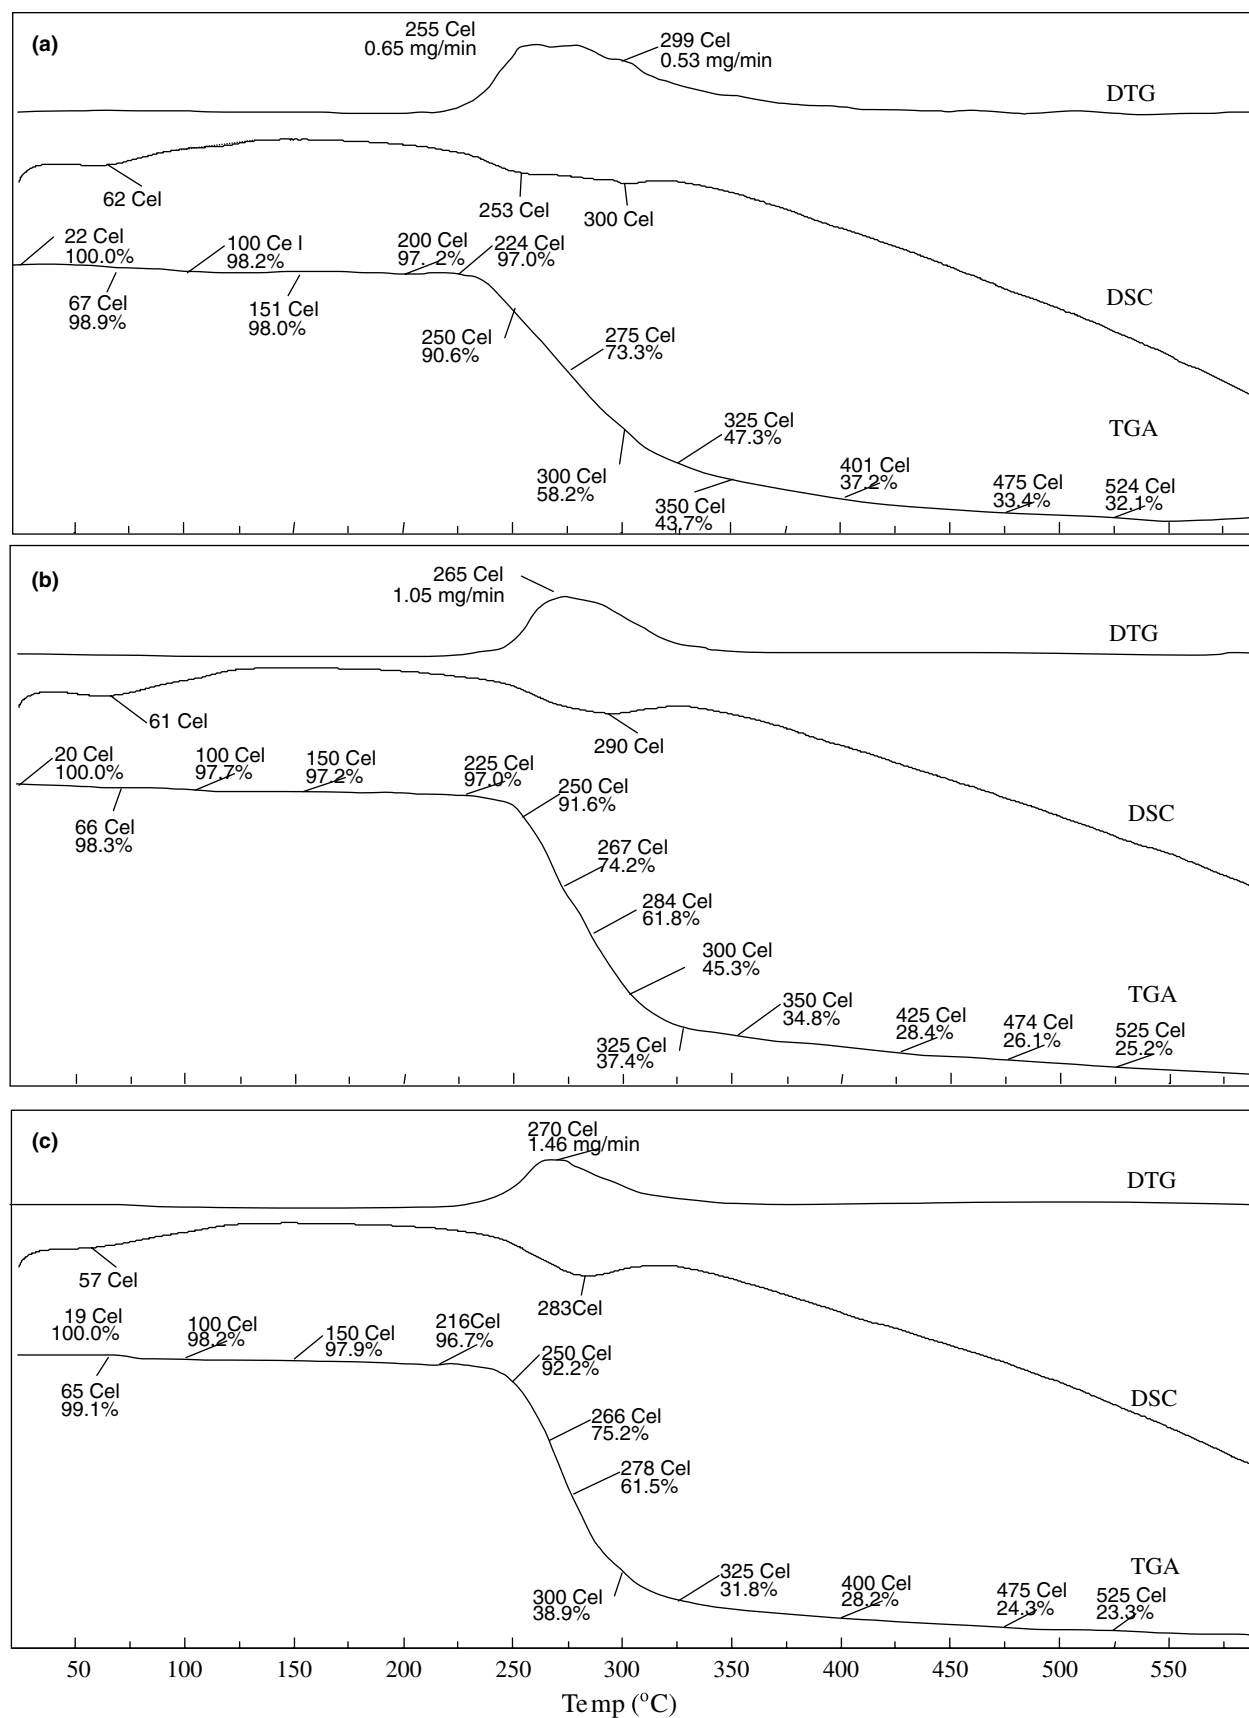 (a)
255 Cel
0.65 mg/min
299 Cel
0.53 mg/min
DTG
62 Cel
253 Cel
300 Cel
22 Cel
100.0%
100 Ce l
98.2%
200 Cel
97. 2%
224 Cel
97.0%
67 Cel
98.9%
151 Cel
98.0%
DSC
250 Cel
90.6%
275 Cel
73.3%
325 Cel
47.3%
TGA
300 Cel
58.2%
401 Cel
37.2%
475 Cel
33.4%
524 Cel
32.1%
350 Cel
43.7%
(b)
265 Cel
1.05 mg/min
DTG
61 Cel
290 Cel
20 Cel
100.0%
100 Cel
97.7%
150 Cel
97.2%
225 Cel
97.0%
250 Cel
91.6%
DSC
66 Cel
98.3%
267 Cel
74.2%
284 Cel
61.8%
300 Cel
45.3%
TGA
350 Cel
34.8%
425 Cel
28.4%
474 Cel
26.1%
525 Cel
25.2%
325 Cel
37.4%
(c)
270 Cel
1.46 mg/min
DTG
57 Cel
283Cel
19 Cel
100.0%
100 Cel
98.2%
150 Cel
97.9%
216Cel
96.7%
250 Cel
92.2%
65 Cel
99.1%
DSC
266 Cel
75.2%
278 Cel
61.5%
TGA
300 Cel
38.9%
325 Cel
31.8%
400 Cel
28.2%
475 Cel
24.3%
525 Cel
23.3%
50 100 150 200 250 300 350 400 450 500 550
Temp (°C)